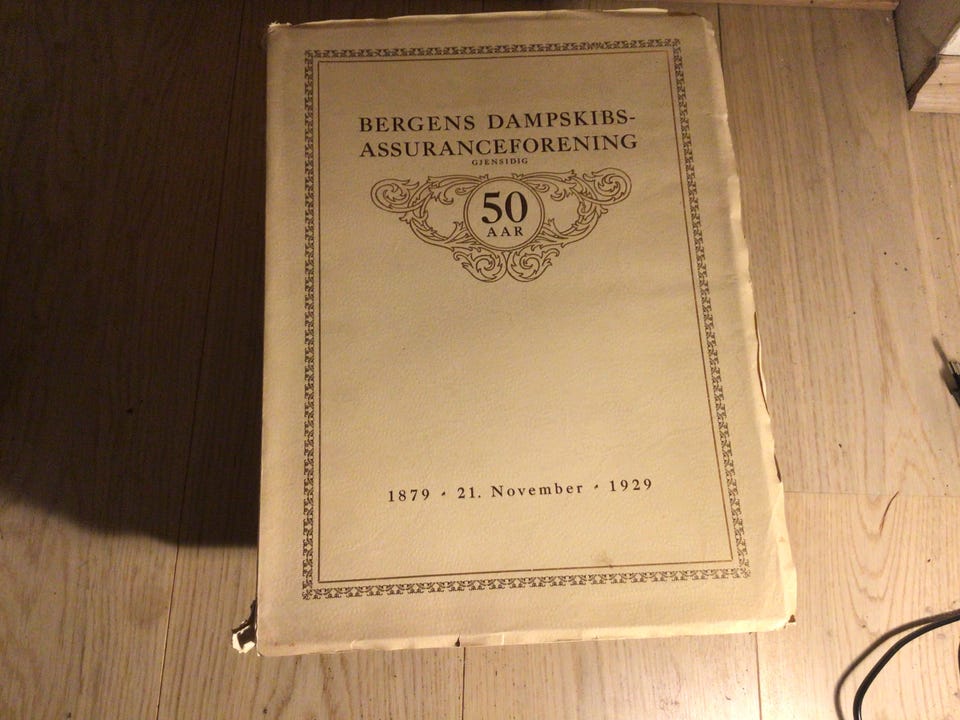 BERGENS DAMPSKIBS-
ASSURANCEFORENING
GJENSIDIG
50
AAR
1879 - 21. November - 1929